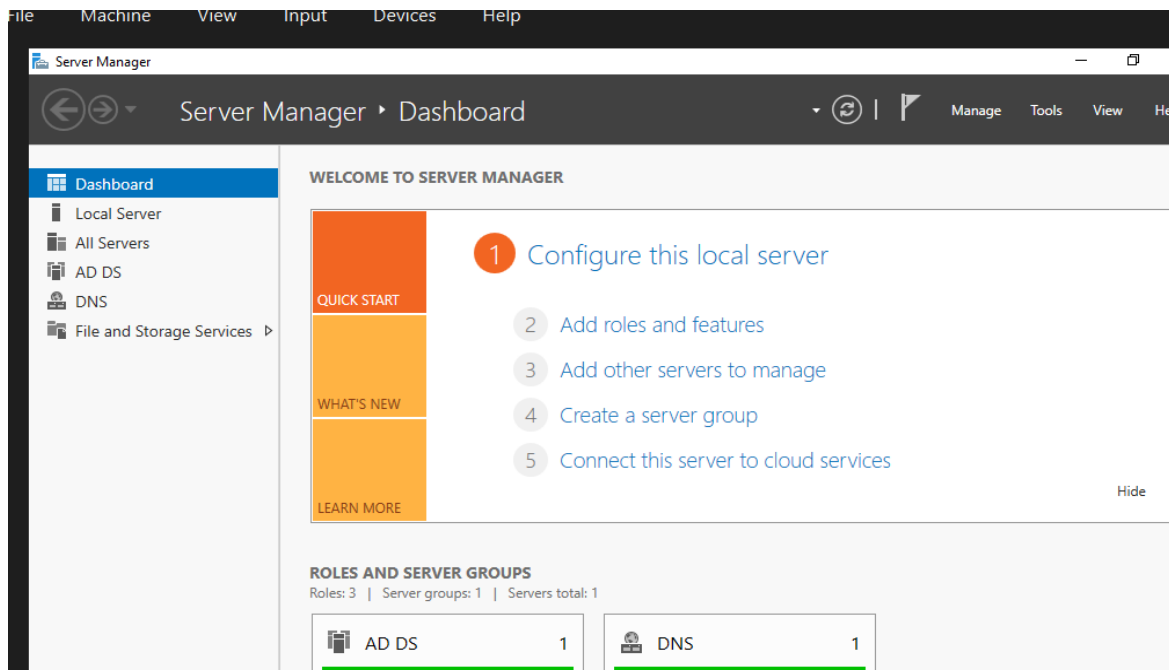 File Machine View Input Devices Help
Server Manager
Server Manager ‣ Dashboard Manage Tools View He
Dashboard
Local Server
All Servers
AD DS
DNS
File and Storage Services
WELCOME TO SERVER MANAGER
QUICK START
WHAT'S NEW
LEARN MORE
1 Configure this local server
2 Add roles and features
3 Add other servers to manage
4 Create a server group
5 Connect this server to cloud services
Hide
ROLES AND SERVER GROUPS
Roles: 3 | Server groups: 1 | Servers total: 1
AD DS 1
DNS 1